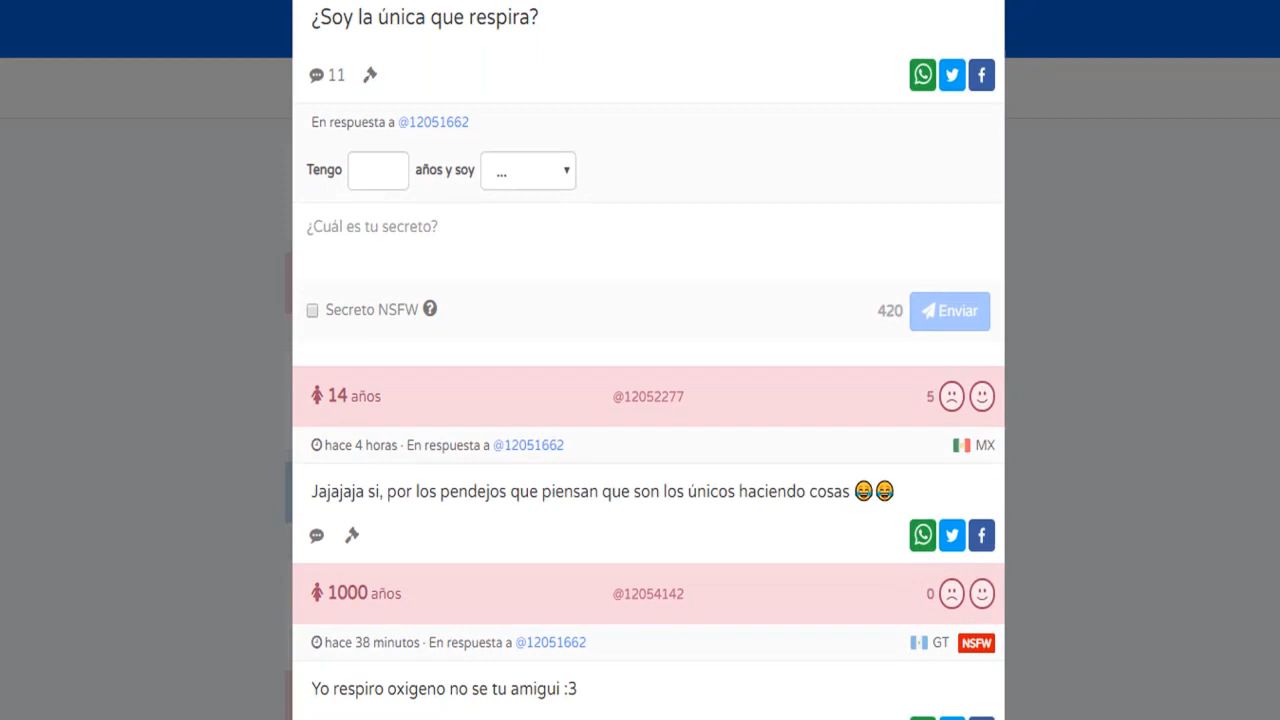 ¿Soy la única que respira?
11
En respuesta a @12051662
Tengo años y soy ...
¿Cuál es tu secreto?
Secreto NSFW ? 420 Enviar
14 años @12052277 5
hace 4 horas · En respuesta a @12051662 MX
Jajajaja si, por los pendejos que piensan que son los únicos haciendo cosas 😂😂
1000 años @12054142 0
hace 38 minutos · En respuesta a @12051662 GT NSFW
Yo respiro oxigeno no se tu amigui :3